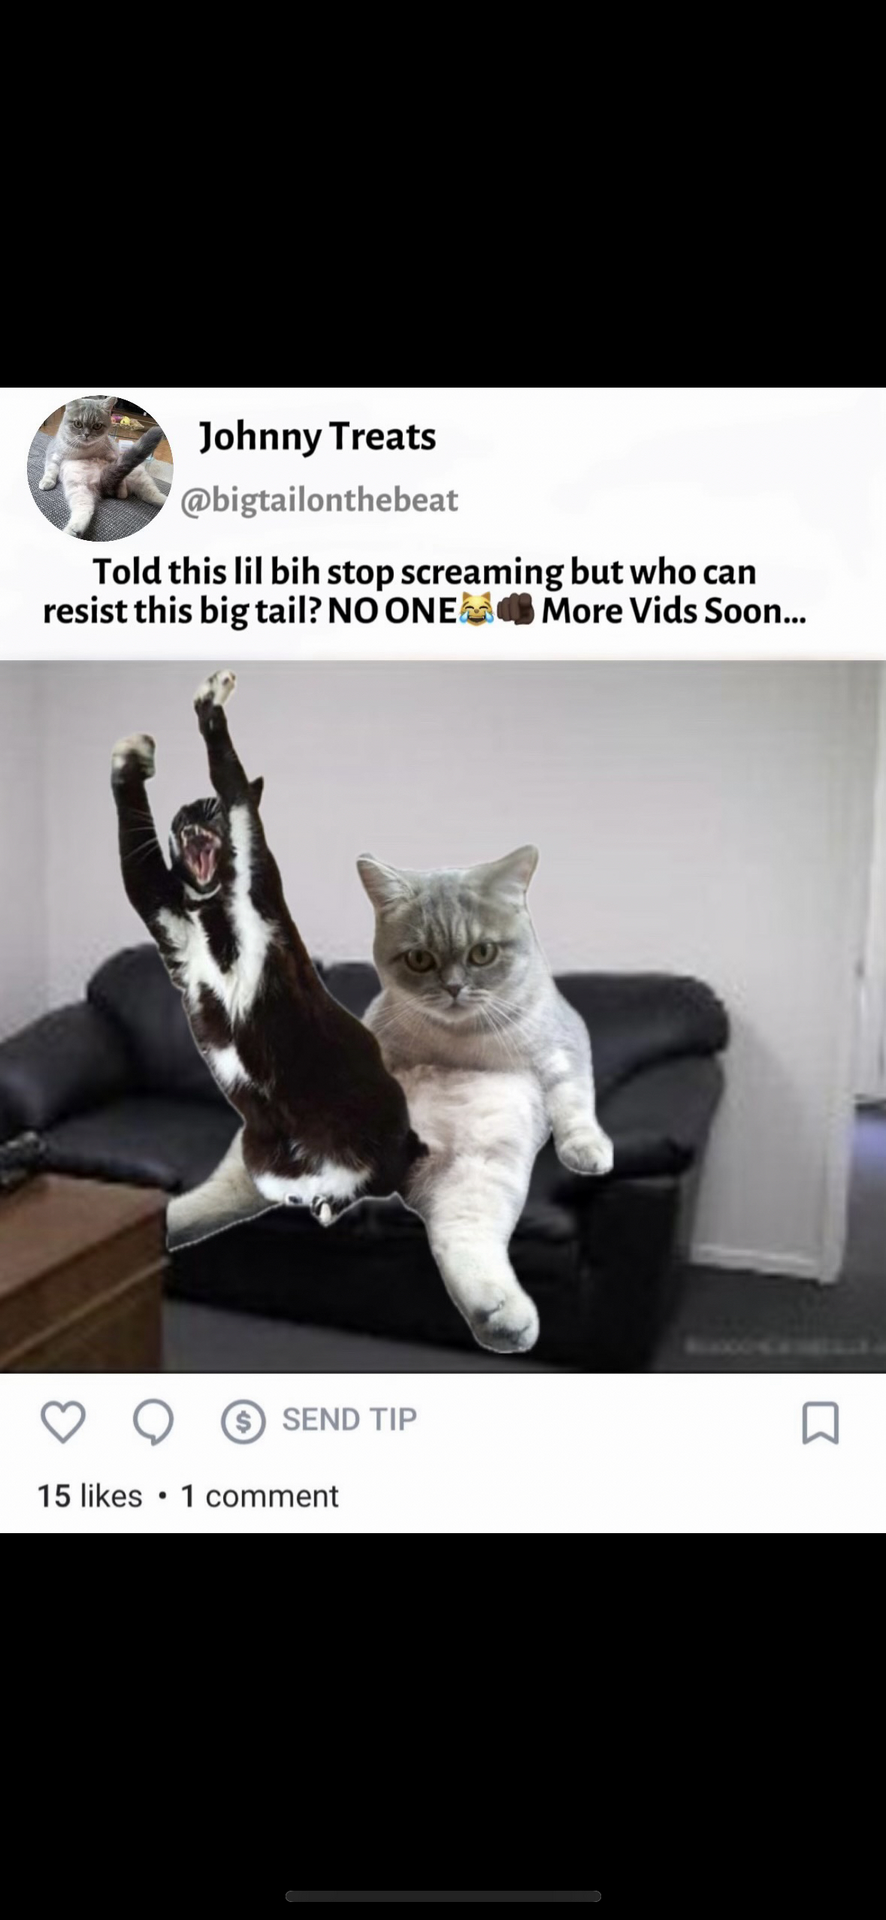 Johnny Treats
@bigtailonthebeat
Told this lil bih stop screaming but who can
resist this big tail? NO ONE😹👊🏿 More Vids Soon...
SEND TIP
15 likes • 1 comment